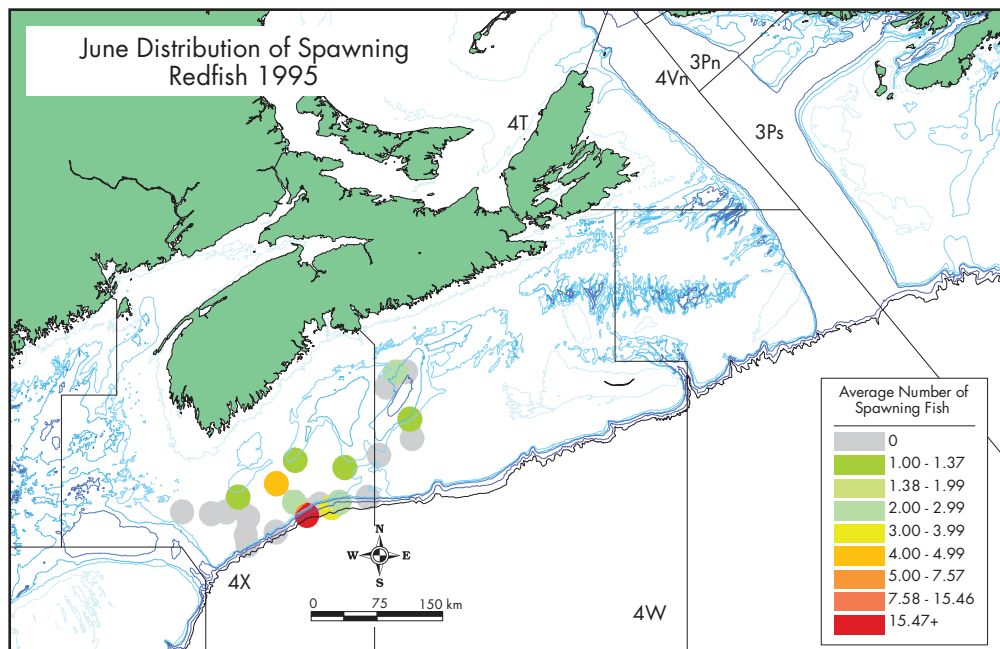 June Distribution of Spawning
Redfish 1995
3Pn
4Vn
4T
3Ps
Average Number of
Spawning Fish
0
1.00 - 1.37
1.38 - 1.99
2.00 - 2.99
3.00 - 3.99
4.00 - 4.99
5.00 - 7.57
7.58 - 15.46
15.47+
N
W E
S
4X
0 75 150 km
4W